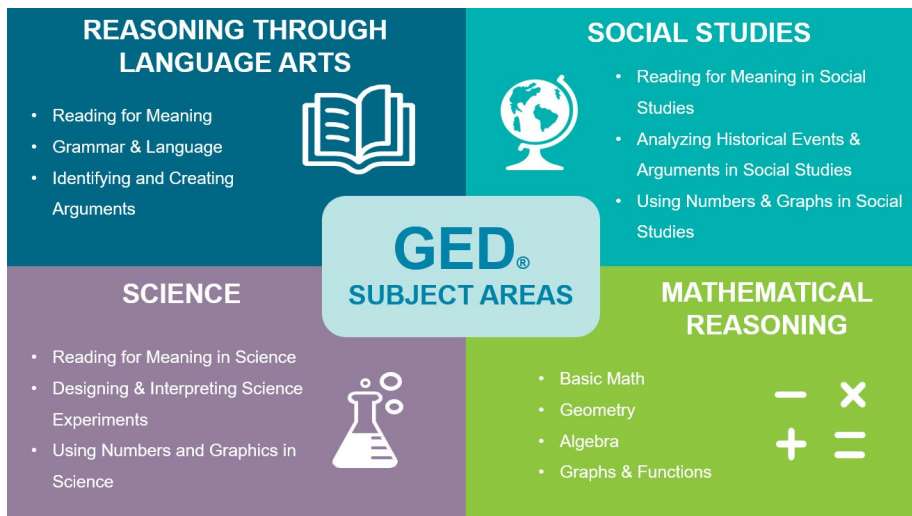 REASONING THROUGH
LANGUAGE ARTS
• Reading for Meaning
• Grammar & Language
• Identifying and Creating
Arguments
SOCIAL STUDIES
• Reading for Meaning in Social
Studies
• Analyzing Historical Events &
Arguments in Social Studies
• Using Numbers & Graphs in Social
Studies
GED®
SUBJECT AREAS
SCIENCE
• Reading for Meaning in Science
• Designing & Interpreting Science
Experiments
• Using Numbers and Graphics in
Science
MATHEMATICAL
REASONING
• Basic Math
• Geometry
• Algebra
• Graphs & Functions
− ×
+ =